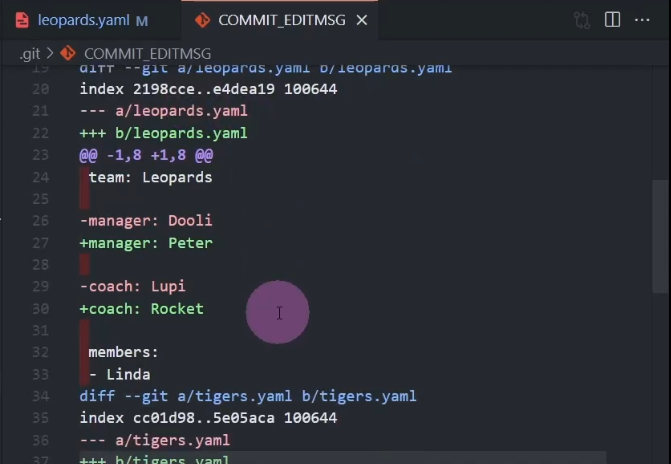 leopards.yaml M
COMMIT_EDITMSG
.git > COMMIT_EDITMSG
19 diff --git a/leopards.yaml b/leopards.yaml
20 index 2198cce..e4dea19 100644
21 --- a/leopards.yaml
22 +++ b/leopards.yaml
23 @@ -1,8 +1,8 @@
24 team: Leopards
25
26 -manager: Dooli
27 +manager: Peter
28
29 -coach: Lupi
30 +coach: Rocket
31
32 members:
33 - Linda
34 diff --git a/tigers.yaml b/tigers.yaml
35 index cc01d98..5e05aca 100644
36 --- a/tigers.yaml
37 +++ b/tigers.yaml